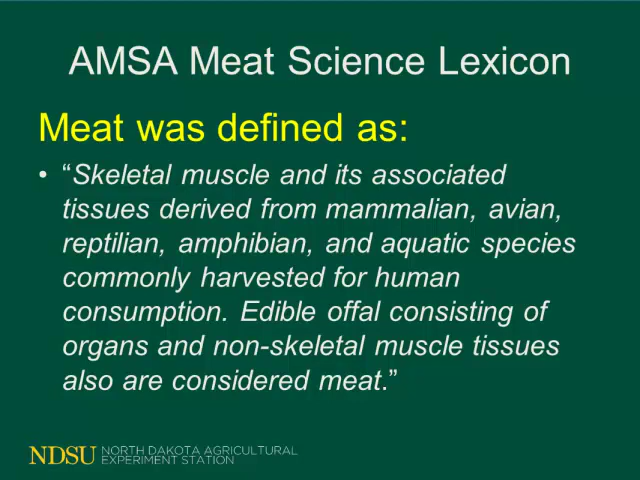 AMSA Meat Science Lexicon
Meat was defined as:
• “Skeletal muscle and its associated
tissues derived from mammalian, avian,
reptilian, amphibian, and aquatic species
commonly harvested for human
consumption. Edible offal consisting of
organs and non-skeletal muscle tissues
also are considered meat.”
NDSU NORTH DAKOTA AGRICULTURAL
EXPERIMENT STATION